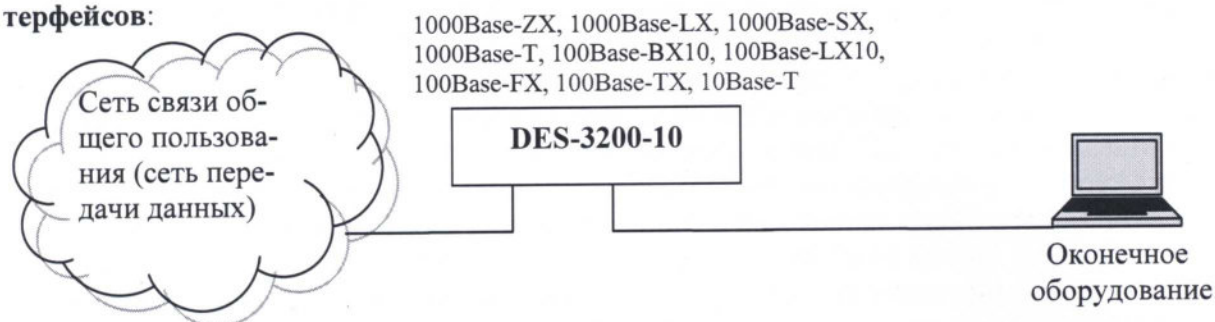 терфейсов:
1000Base-ZX, 1000Base-LX, 1000Base-SX,
1000Base-T, 100Base-BX10, 100Base-LX10,
100Base-FX, 100Base-TX, 10Base-T
Сеть связи об-
щего пользова-
ния (сеть пере-
дачи данных)
DES-3200-10
Оконечное
оборудование